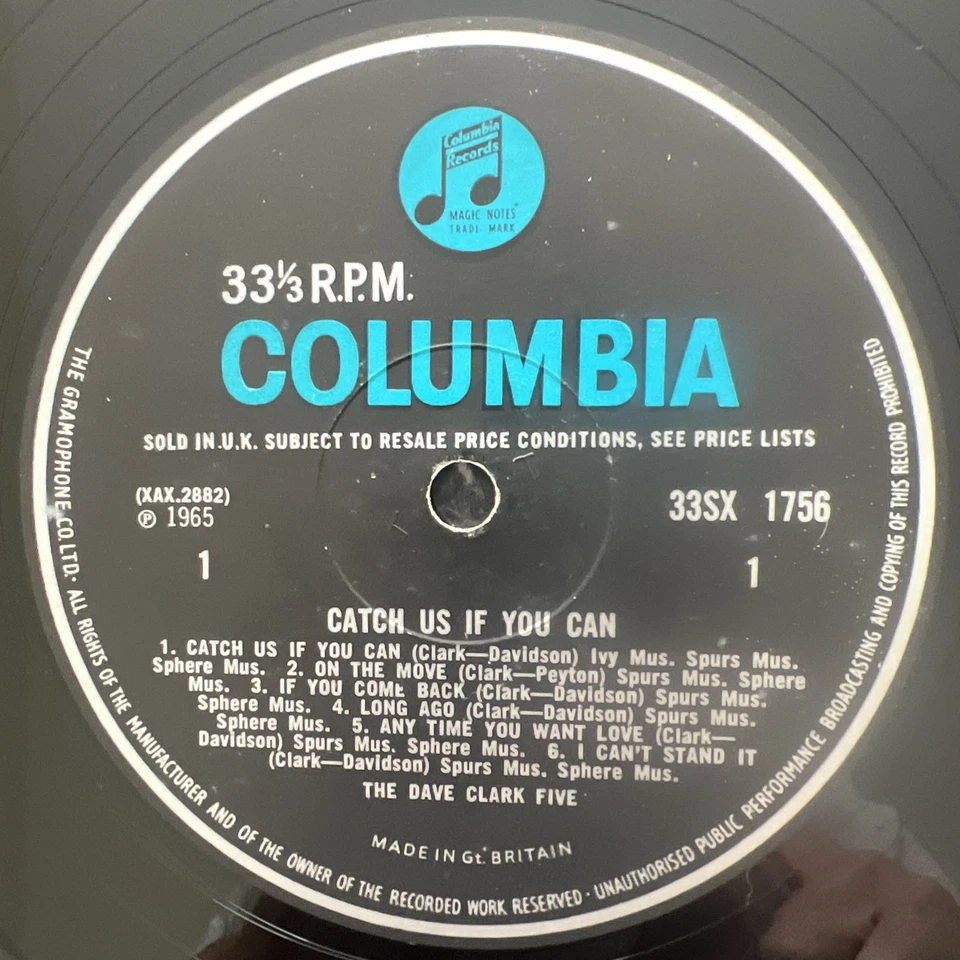 Columbia
Records
MAGIC NOTES
TRADE MARK
33⅓ R.P.M.
COLUMBIA
SOLD IN U.K. SUBJECT TO RESALE PRICE CONDITIONS, SEE PRICE LISTS
(XAX.2882)
℗ 1965
33SX 1756
1
1
CATCH US IF YOU CAN
1. CATCH US IF YOU CAN (Clark—Davidson) Ivy Mus. Spurs Mus.
Sphere Mus. 2. ON THE MOVE (Clark—Peyton) Spurs Mus. Sphere
Mus. 3. IF YOU COME BACK (Clark—Davidson) Spurs Mus.
Sphere Mus. 4. LONG AGO (Clark—Davidson) Spurs Mus.
Sphere Mus. 5. ANY TIME YOU WANT LOVE (Clark—
Davidson) Spurs Mus. Sphere Mus. 6. I CAN'T STAND IT
(Clark—Davidson) Spurs Mus. Sphere Mus.
THE DAVE CLARK FIVE
MADE IN Gt. BRITAIN
THE GRAMOPHONE CO. LTD. · ALL RIGHTS OF THE MANUFACTURER AND OF THE OWNER OF THE RECORDED WORK RESERVED · UNAUTHORISED PUBLIC PERFORMANCE BROADCASTING AND COPYING OF THIS RECORD PROHIBITED